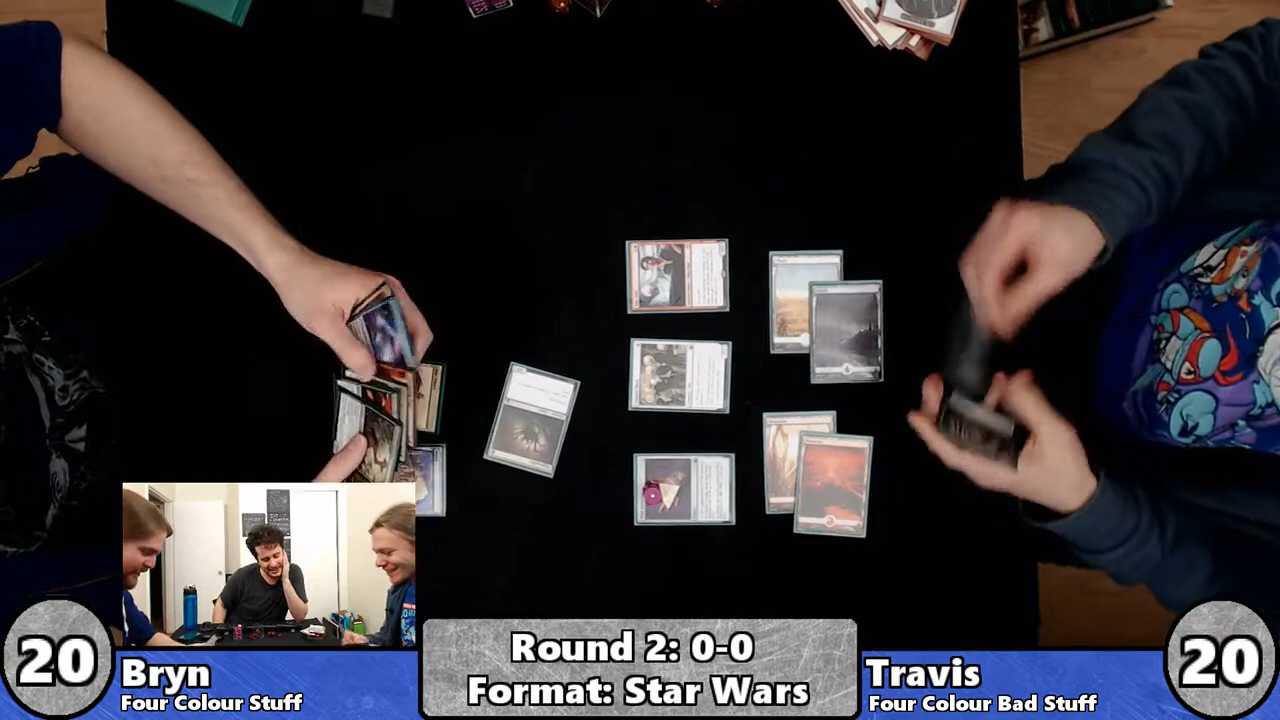 20
Bryn
Four Colour Stuff
Round 2: 0-0
Format: Star Wars
Travis
Four Colour Bad Stuff
20